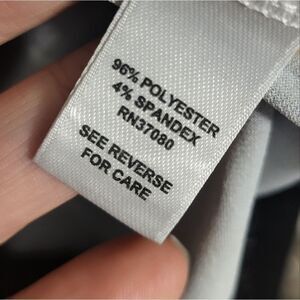 96% POLYESTER
4% SPANDEX
RN37080
SEE REVERSE
FOR CARE